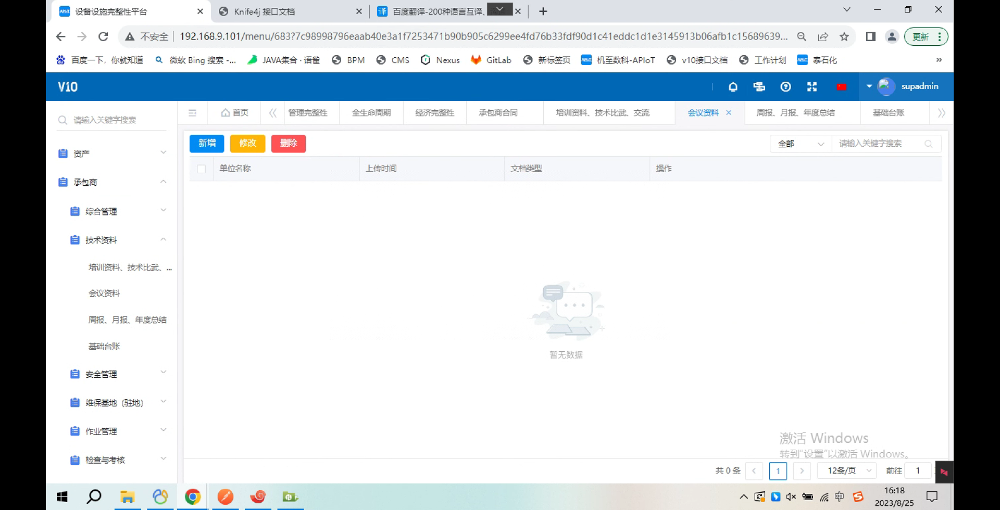 设备设施完整性平台
Knife4j 接口文档
百度翻译-200种语言互译、
不安全
192.168.9.101/menu/683?7c98998796eaab40e3a1f7253471b90b905c6299ee4fd76b33fdf90d1c41eddc1d1e3145913b06afb1c15689639...
更新
百度一下，你就知道
微软 Bing 搜索 -...
JAVA集合 · 语雀
BPM
CMS
Nexus
GitLab
新标签页
机至数科-APIoT
v10接口文档
工作计划
泰石化
V10
supadmin
请输入关键字搜索
首页
管理完整性
全生命周期
经济完整性
承包商合同
培训资料、技术比武、交流
会议资料
周报、月报、年度总结
基础台账
资产
承包商
综合管理
技术资料
培训资料、技术比武、...
会议资料
周报、月报、年度总结
基础台账
安全管理
维保基地（驻地）
作业管理
检查与考核
新增
修改
删除
全部
请输入关键字搜索
单位名称
上传时间
文档类型
操作
暂无数据
激活 Windows
转到"设置"以激活 Windows。
共 0 条
1
12条/页
前往
1
中
16:18
2023/8/25